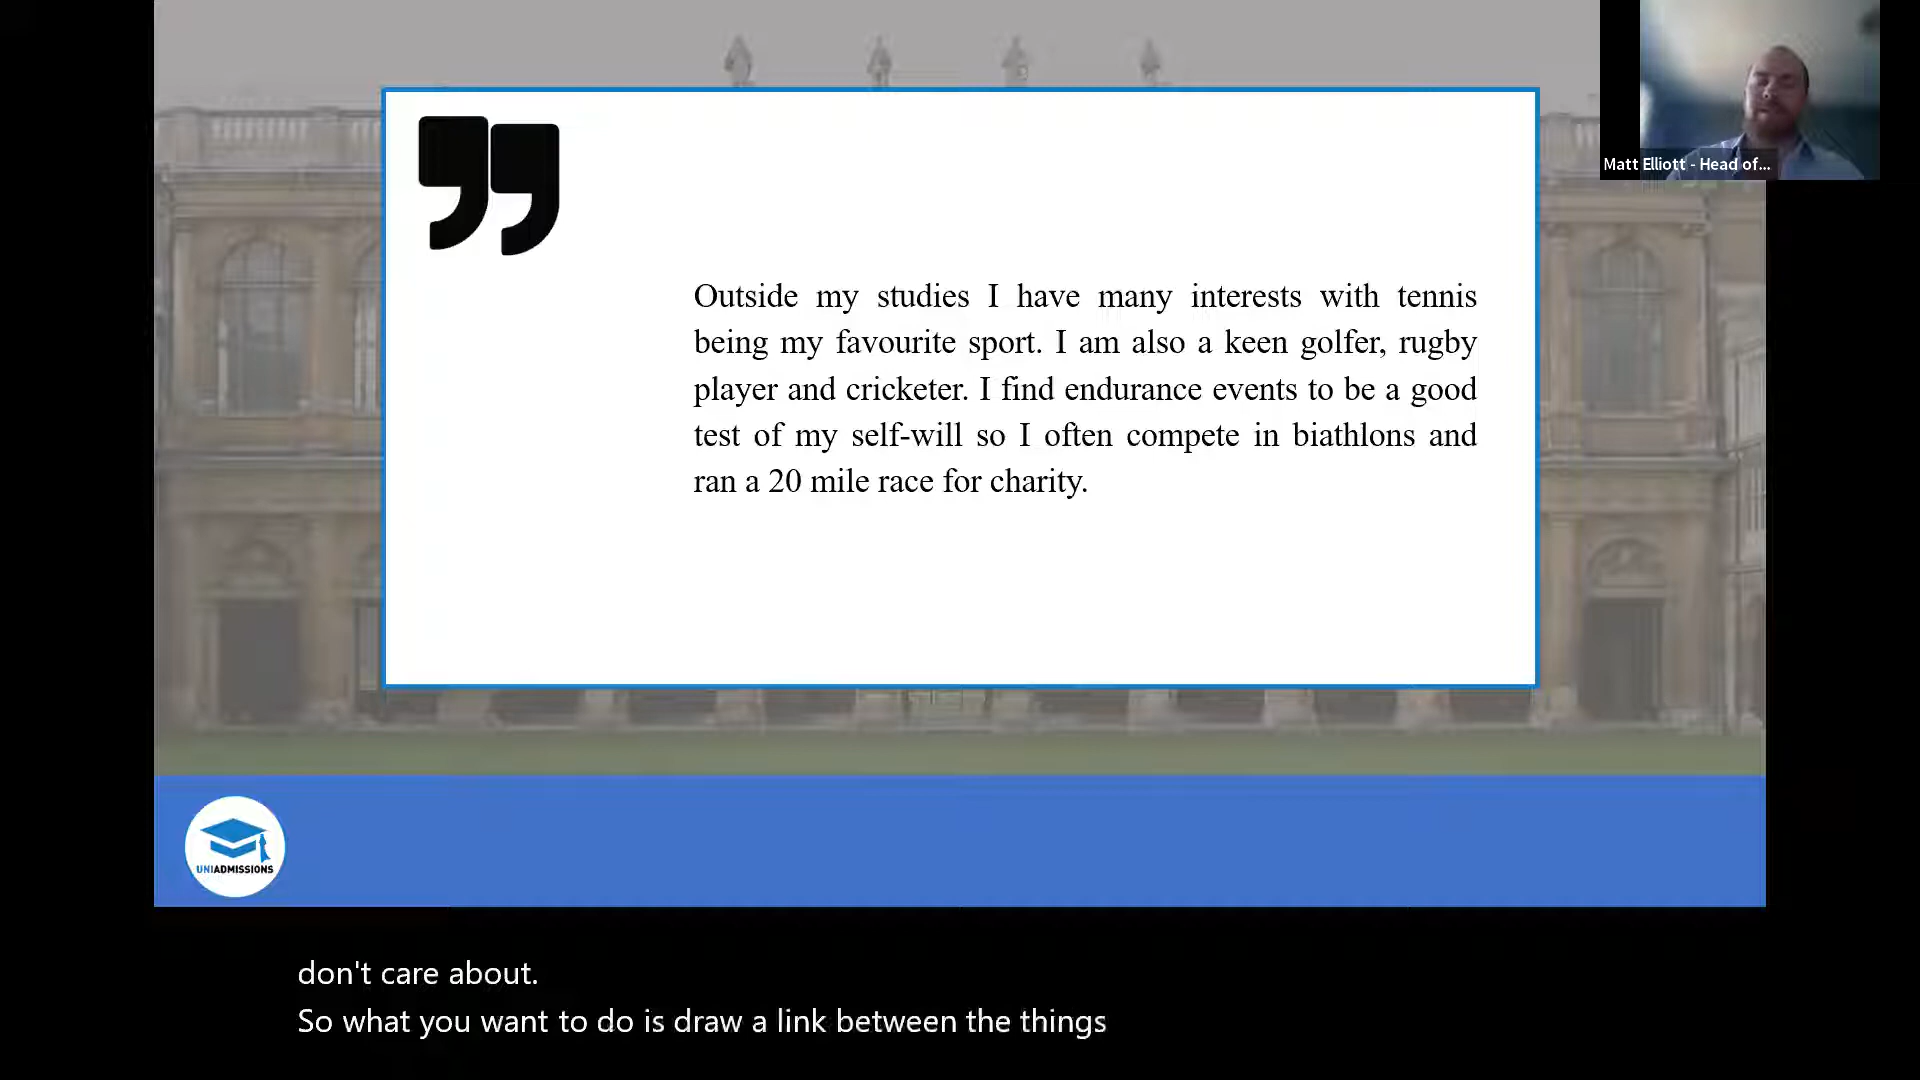 Matt Elliott - Head of...
Outside my studies I have many interests with tennis
being my favourite sport. I am also a keen golfer, rugby
player and cricketer. I find endurance events to be a good
test of my self-will so I often compete in biathlons and
ran a 20 mile race for charity.
UNIADMISSIONS
don't care about.
So what you want to do is draw a link between the things